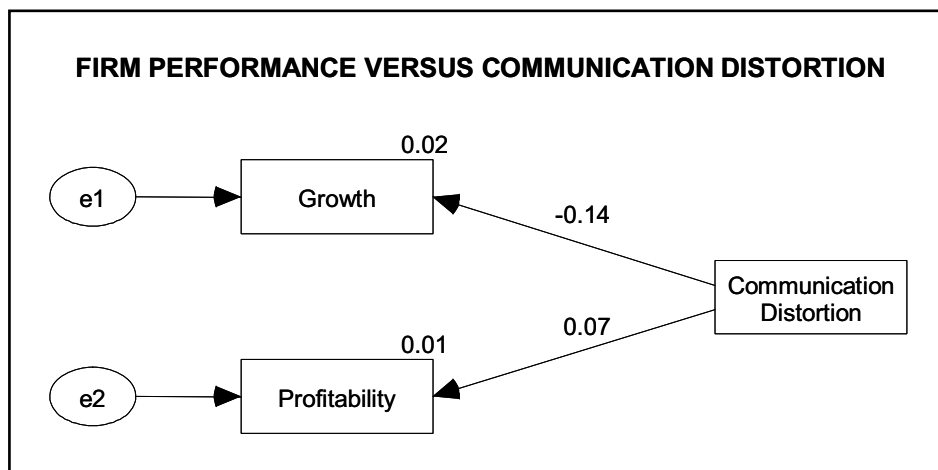 FIRM PERFORMANCE VERSUS COMMUNICATION DISTORTION
0.02
e1
Growth
-0.14
Communication
Distortion
0.07
0.01
e2
Profitability